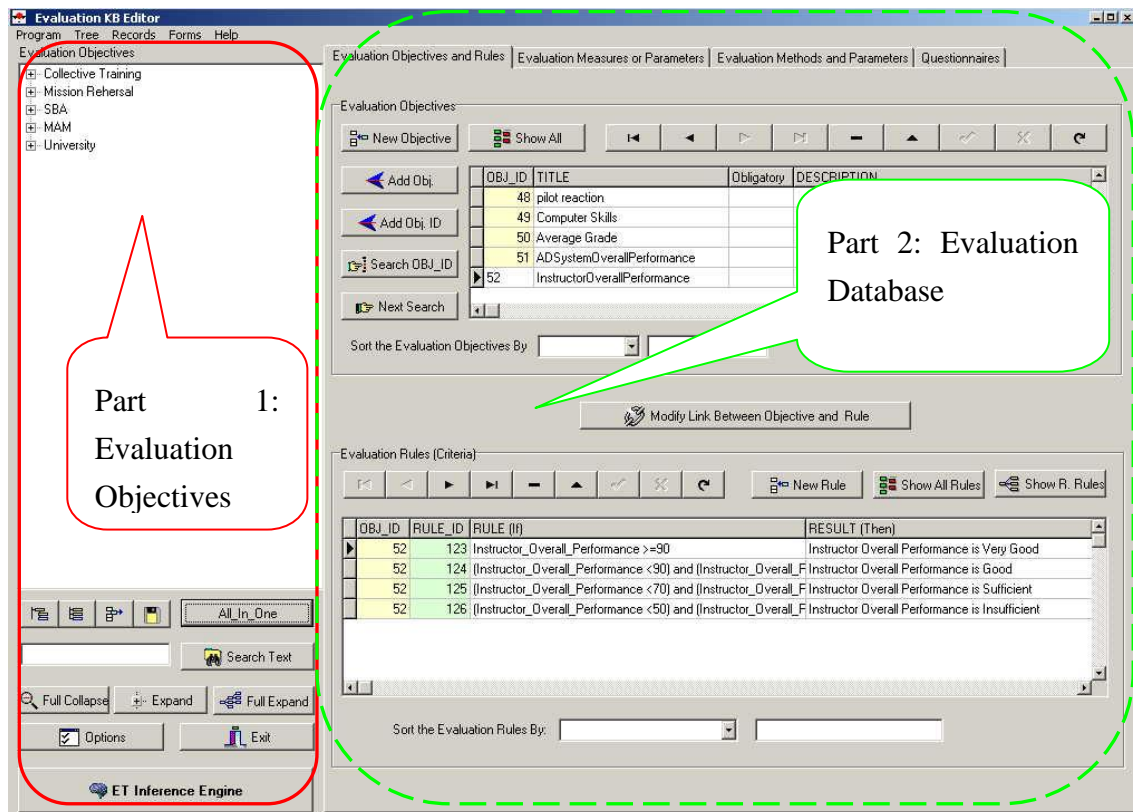 Evaluation KB Editor
Program Tree Records Forms Help
Evaluation Objectives
Collective Training
Mission Rehersal
SBA
MAM
University
Part 1:
Evaluation
Objectives
All_In_One
Search Text
Full Collapse Expand Full Expand
Options Exit
ET Inference Engine
Evaluation Objectives and Rules Evaluation Measures or Parameters Evaluation Methods and Parameters Questionnaires
Evaluation Objectives
New Objective Show All
Add Obj.
Add Obj. ID
Search OBJ_ID
Next Search
OBJ_ID TITLE Obligatory DESCRIPTION
48 pilot reaction
49 Computer Skills
50 Average Grade
51 ADSystemOverallPerformance
52 InstructorOverallPerformance
Part 2: Evaluation
Database
Sort the Evaluation Objectives By
Modify Link Between Objective and Rule
Evaluation Rules (Criteria)
New Rule Show All Rules Show R. Rules
OBJ_ID RULE_ID RULE (If) RESULT (Then)
52 123 Instructor_Overall_Performance >=90 Instructor Overall Performance is Very Good
52 124 (Instructor_Overall_Performance <90) and (Instructor_Overall_F Instructor Overall Performance is Good
52 125 (Instructor_Overall_Performance <70) and (Instructor_Overall_F Instructor Overall Performance is Sufficient
52 126 (Instructor_Overall_Performance <50) and (Instructor_Overall_F Instructor Overall Performance is Insufficient
Sort the Evaluation Rules By: